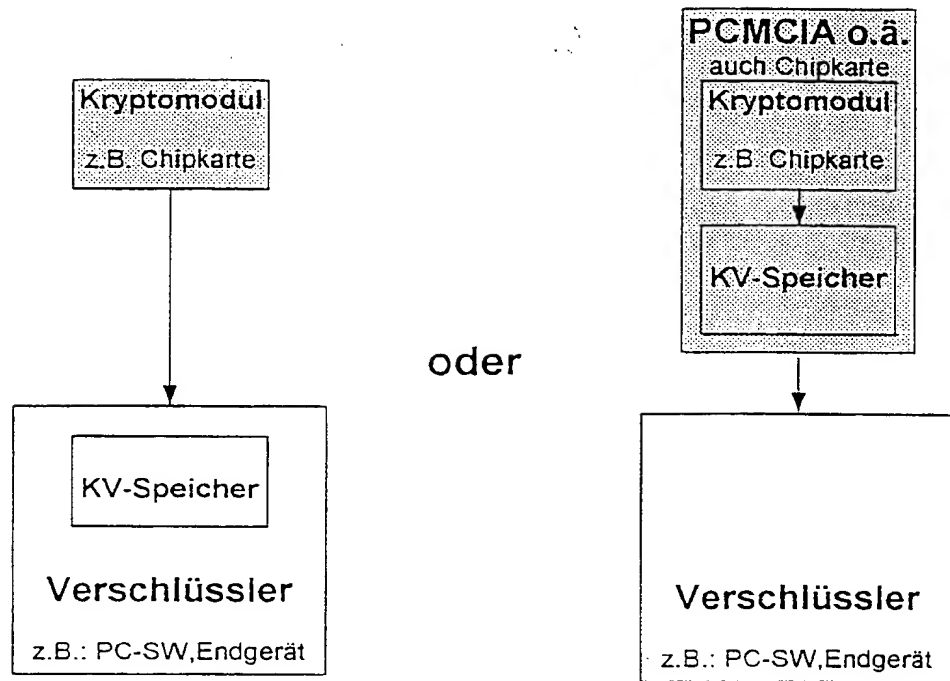 Kryptomodul
z.B. Chipkarte
KV-Speicher
Verschlüssler
z.B.: PC-SW,Endgerät
oder
PCMCIA o.ä.
auch Chipkarte
Kryptomodul
z.B. Chipkarte
KV-Speicher
Verschlüssler
z.B.: PC-SW,Endgerät